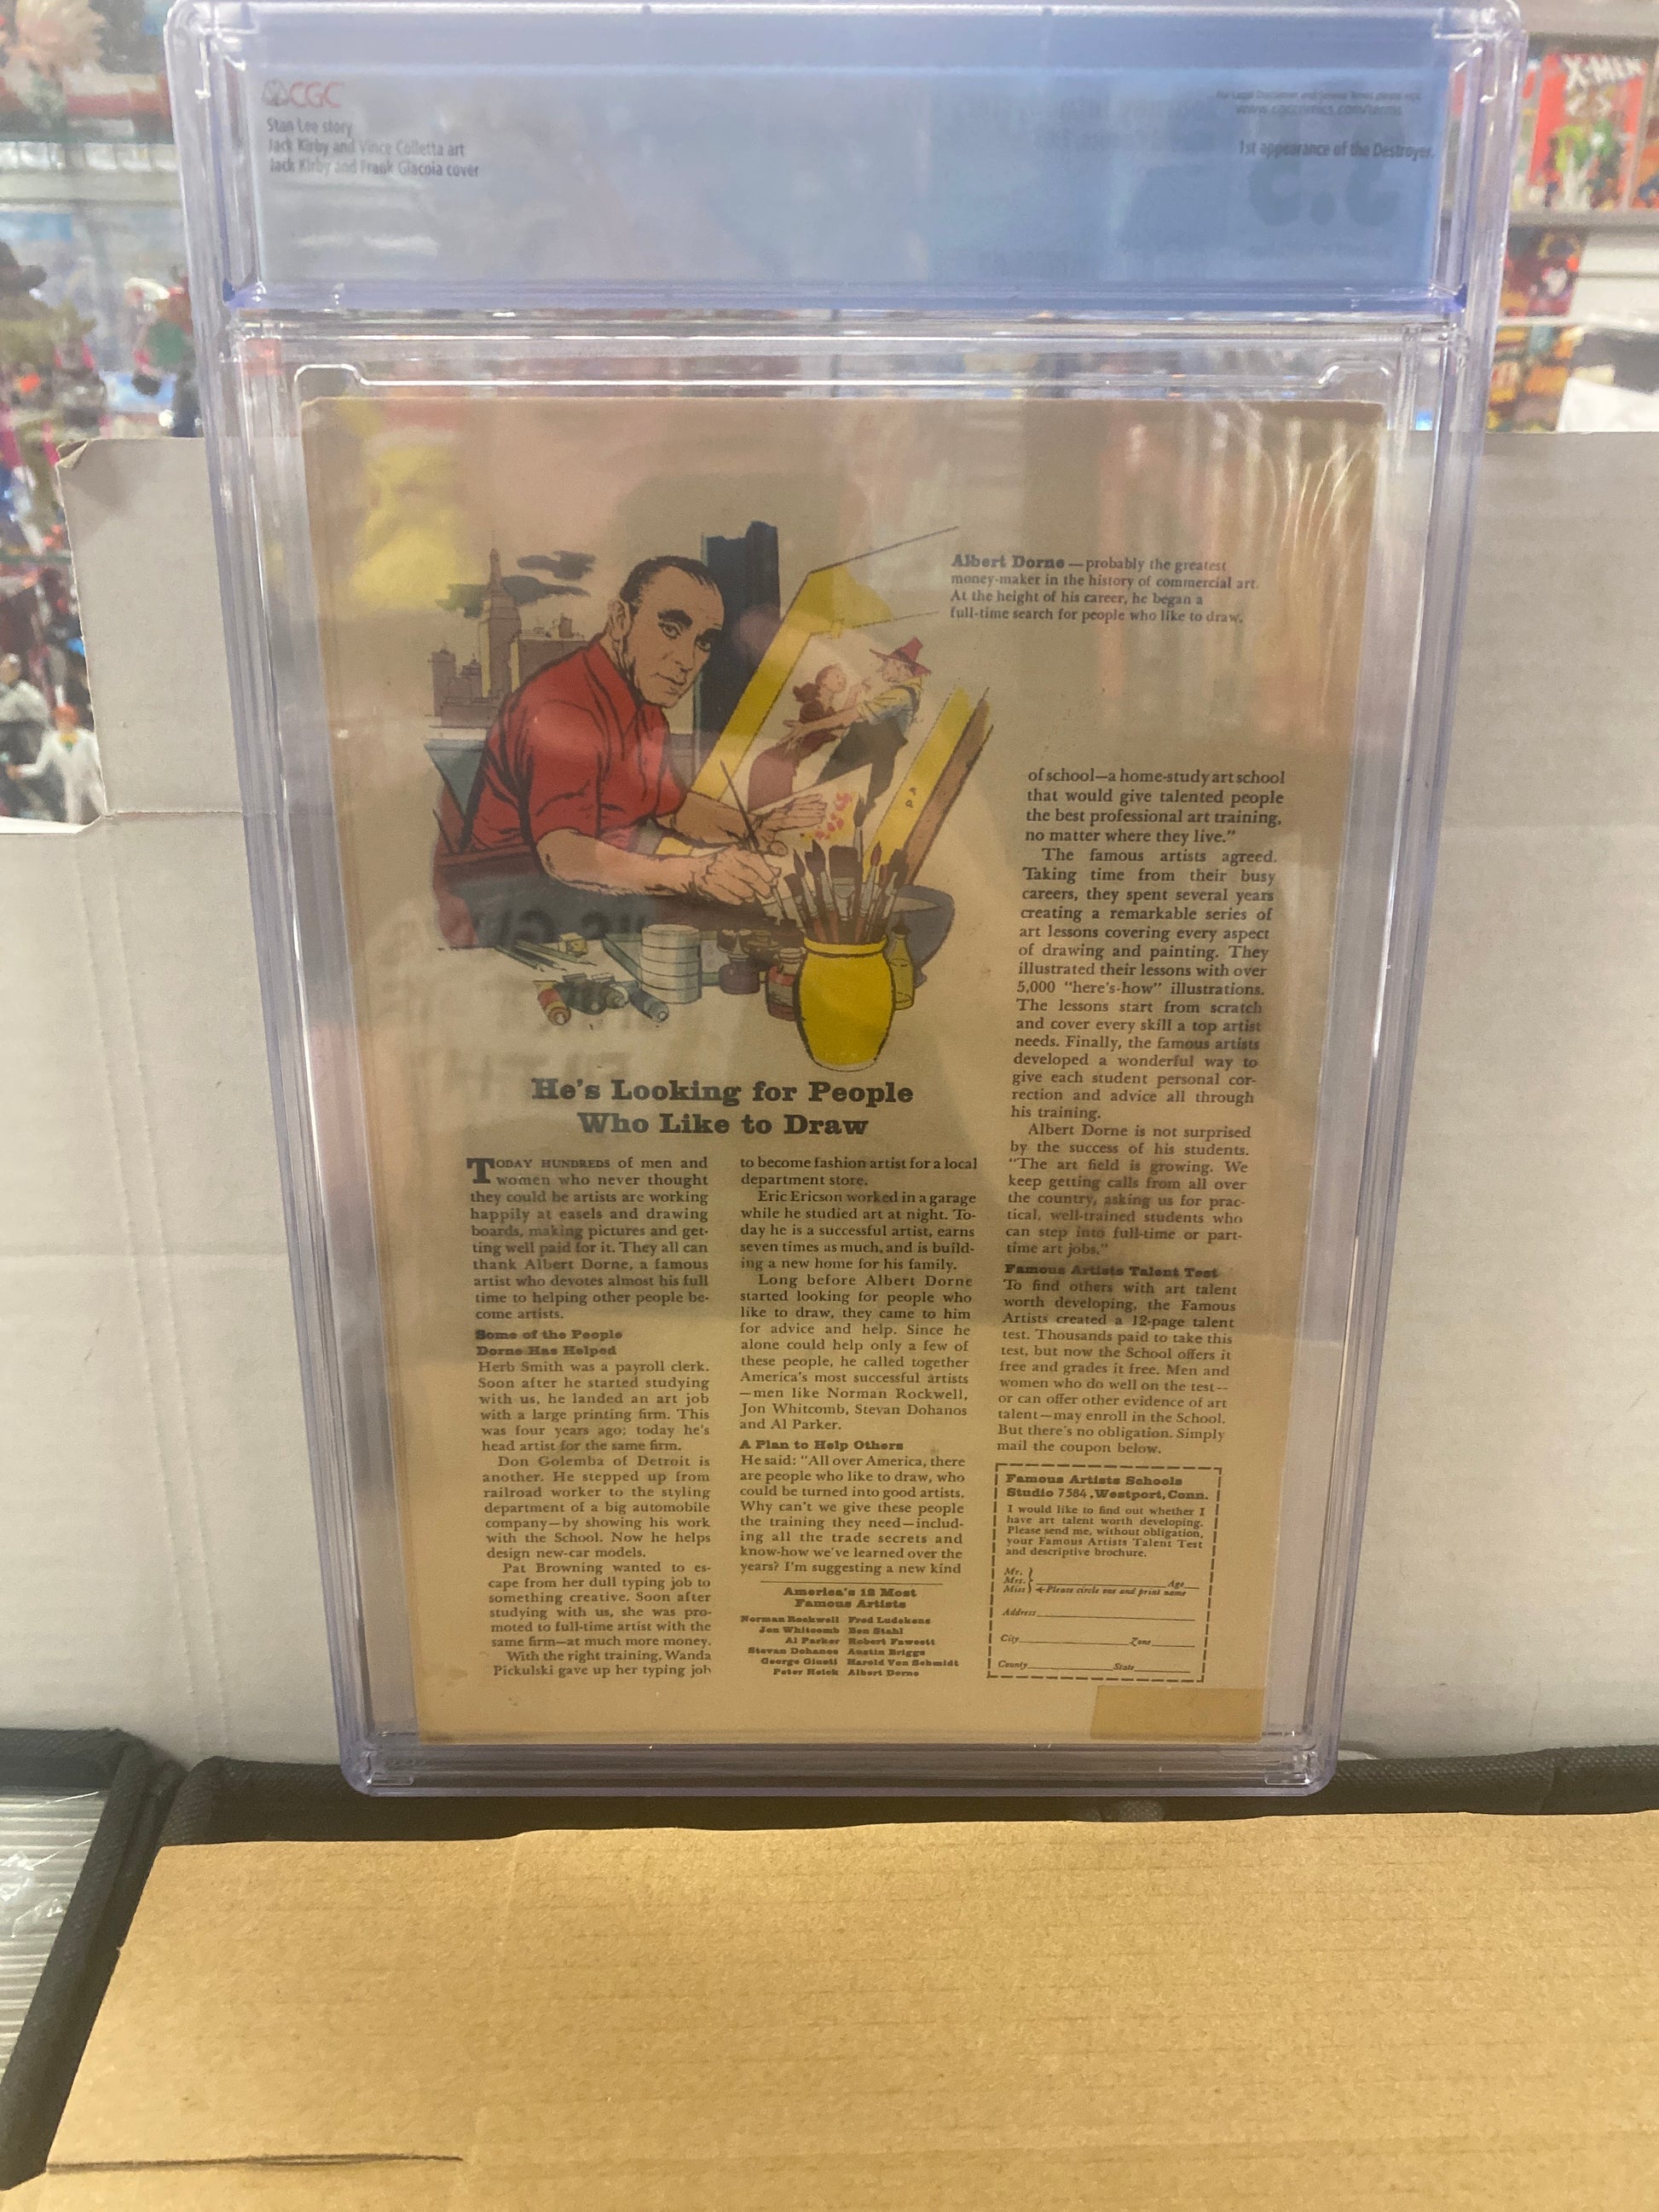 CGC
Stan Lee story
Jack Kirby and Vince Colletta art
Jack Kirby and Frank Giacoia cover
For Legal Disclaimer and Service Terms please visit
www.cgccomics.com/terms
1st appearance of the Destroyer.
X-MEN
Albert Dorne — probably the greatest
money-maker in the history of commercial art.
At the height of his career, he began a
full-time search for people who like to draw.
He's Looking for People
Who Like to Draw
TODAY HUNDREDS of men and
women who never thought
they could be artists are working
happily at easels and drawing
boards, making pictures and get-
ting well paid for it. They all can
thank Albert Dorne, a famous
artist who devotes almost his full
time to helping other people be-
come artists.
Some of the People
Dorne Has Helped
Herb Smith was a payroll clerk.
Soon after he started studying
with us, he landed an art job
with a large printing firm. This
was four years ago; today he's
head artist for the same firm.
Don Golemba of Detroit is
another. He stepped up from
railroad worker to the styling
department of a big automobile
company—by showing his work
with the School. Now he helps
design new-car models.
Pat Browning wanted to es-
cape from her dull typing job to
something creative. Soon after
studying with us, she was pro-
moted to full-time artist with the
same firm—at much more money.
With the right training, Wanda
Pickulski gave up her typing job
to become fashion artist for a local
department store.
Eric Ericson worked in a garage
while he studied art at night. To-
day he is a successful artist, earns
seven times as much, and is build-
ing a new home for his family.
Long before Albert Dorne
started looking for people who
like to draw, they came to him
for advice and help. Since he
alone could help only a few of
these people, he called together
America's most successful artists
—men like Norman Rockwell,
Jon Whitcomb, Stevan Dohanos
and Al Parker.
A Plan to Help Others
He said: "All over America, there
are people who like to draw, who
could be turned into good artists.
Why can't we give these people
the training they need—includ-
ing all the trade secrets and
know-how we've learned over the
years? I'm suggesting a new kind
America's 12 Most
Famous Artists
Norman Rockwell Fred Ludekens
Jon Whitcomb Ben Stahl
Al Parker Robert Fawcett
Stevan Dohanos Austin Briggs
George Giusti Harold Von Schmidt
Peter Helck Albert Dorne
of school—a home-study art school
that would give talented people
the best professional art training,
no matter where they live."
The famous artists agreed.
Taking time from their busy
careers, they spent several years
creating a remarkable series of
art lessons covering every aspect
of drawing and painting. They
illustrated their lessons with over
5,000 "here's-how" illustrations.
The lessons start from scratch
and cover every skill a top artist
needs. Finally, the famous artists
developed a wonderful way to
give each student personal cor-
rection and advice all through
his training.
Albert Dorne is not surprised
by the success of his students.
"The art field is growing. We
keep getting calls from all over
the country, asking us for prac-
tical, well-trained students who
can step into full-time or part-
time art jobs."
Famous Artists Talent Test
To find others with art talent
worth developing, the Famous
Artists created a 12-page talent
test. Thousands paid to take this
test, but now the School offers it
free and grades it free. Men and
women who do well on the test—
or can offer other evidence of art
talent—may enroll in the School.
But there's no obligation. Simply
mail the coupon below.
Famous Artists Schools
Studio 7584, Westport, Conn.
I would like to find out whether I
have art talent worth developing.
Please send me, without obligation,
your Famous Artists Talent Test
and descriptive brochure.
Mr.
Mrs. Age
Miss Please circle one and print name
Address
City Zone
County State